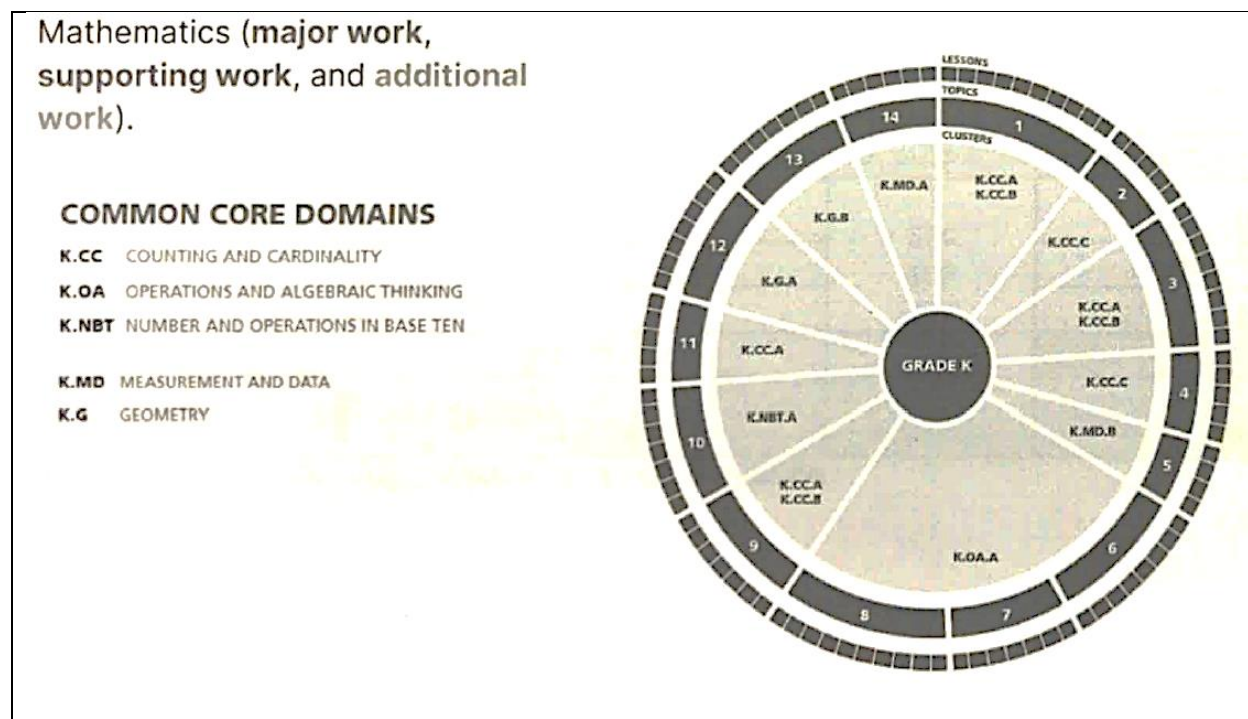 Mathematics (major work,
supporting work, and additional
work).
COMMON CORE DOMAINS
K.CC COUNTING AND CARDINALITY
K.OA OPERATIONS AND ALGEBRAIC THINKING
K.NBT NUMBER AND OPERATIONS IN BASE TEN
K.MD MEASUREMENT AND DATA
K.G GEOMETRY
LESSONS
TOPICS
CLUSTERS
1
2
3
4
5
6
7
8
9
10
11
12
13
14
K.CC.A
K.CC.B
K.CC.C
K.CC.A
K.CC.B
K.CC.C
K.MD.B
K.OA.A
K.CC.A
K.CC.B
K.NBT.A
K.CC.A
K.G.A
K.G.B
K.MD.A
GRADE K